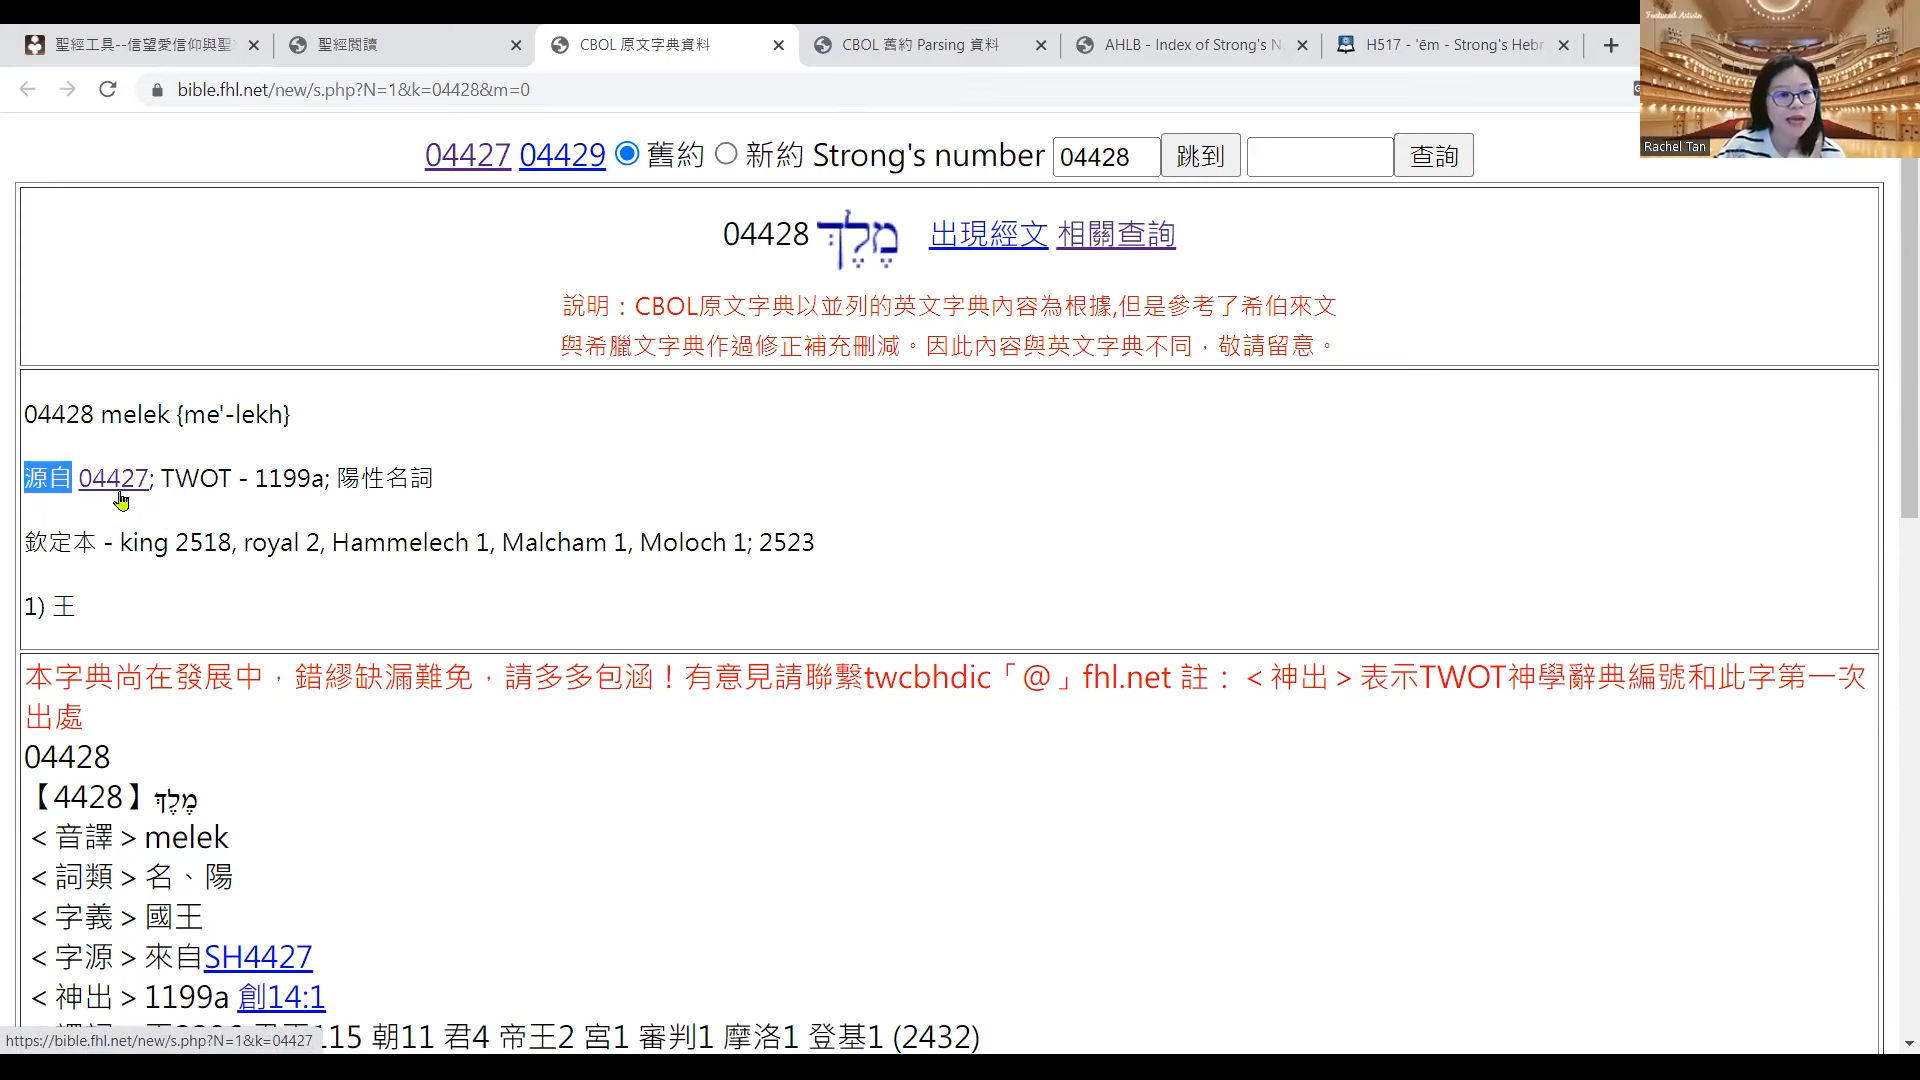 聖經工具--信望愛信仰與聖
聖經閱讀
CBOL 原文字典資料
CBOL 舊約 Parsing 資料
AHLB - Index of Strong's N
H517 - 'ēm - Strong's Hebr
bible.fhl.net/new/s.php?N=1&k=04428&m=0
Featured Artists
Rachel Tan
04427 04429 舊約 新約 Strong's number 04428 跳到 查詢
04428 מֶלֶךְ 出現經文 相關查詢
說明：CBOL原文字典以並列的英文字典內容為根據,但是參考了希伯來文
與希臘文字典作過修正補充刪減。因此內容與英文字典不同，敬請留意。
04428 melek {me'-lekh}
源自 04427; TWOT - 1199a; 陽性名詞
欽定本 - king 2518, royal 2, Hammelech 1, Malcham 1, Moloch 1; 2523
1) 王
本字典尚在發展中，錯繆缺漏難免，請多多包涵！有意見請聯繫twcbhdic「@」fhl.net 註：＜神出＞表示TWOT神學辭典編號和此字第一次
出處
04428
【4428】מֶלֶךְ
＜音譯＞melek
＜詞類＞名、陽
＜字義＞國王
＜字源＞來自SH4427
＜神出＞1199a 創14:1
115 朝11 君4 帝王2 宮1 審判1 摩洛1 登基1 (2432)
https://bible.fhl.net/new/s.php?N=1&k=04427